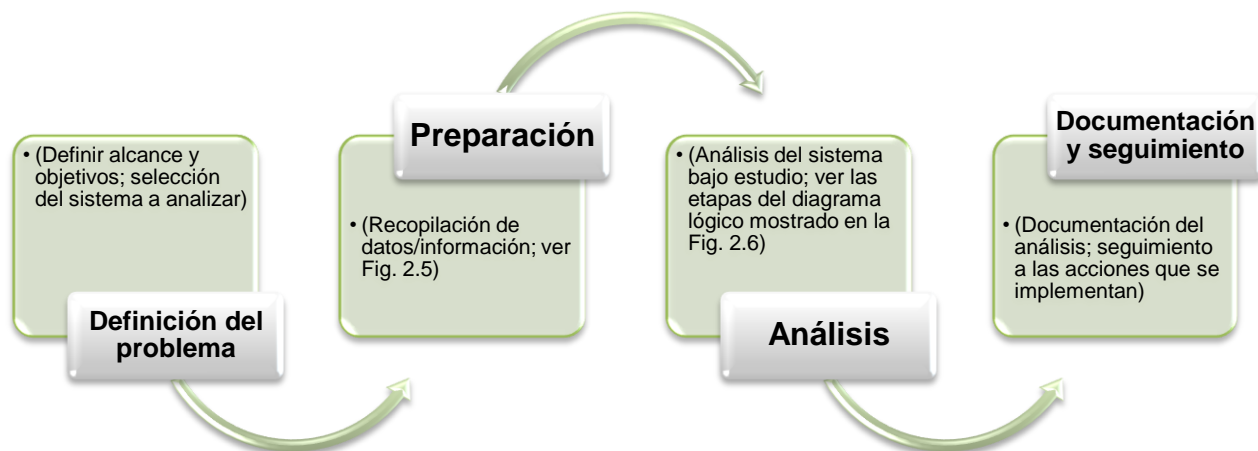 • (Definir alcance y
objetivos; selección
del sistema a analizar)
Definición del
problema
Preparación
• (Recopilación de
datos/información; ver
Fig. 2.5)
• (Análisis del sistema
bajo estudio; ver las
etapas del diagrama
lógico mostrado en la
Fig. 2.6)
Análisis
Documentación
y seguimiento
• (Documentación del
análisis; seguimiento
a las acciones que se
implementan)